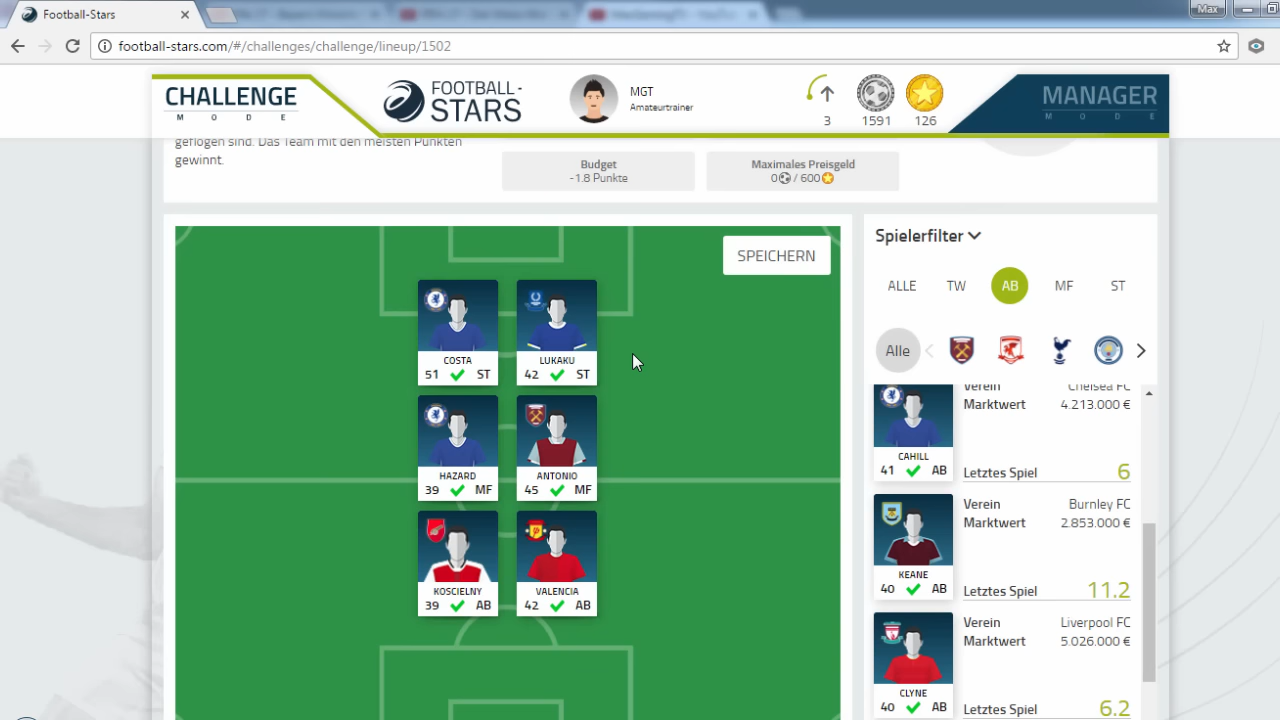 Football-Stars
Max
football-stars.com/#/challenges/challenge/lineup/1502
CHALLENGE
MODE
FOOTBALL-
STARS
MGT
Amateurtrainer
3
1591
126
MANAGER
MODE
geflogen sind. Das Team mit den meisten Punkten
gewinnt.
Budget
-1.8 Punkte
Maximales Preisgeld
0 / 600
SPEICHERN
COSTA
51 ST
LUKAKU
42 ST
HAZARD
39 MF
ANTONIO
45 MF
KOSCIELNY
39 AB
VALENCIA
42 AB
Spielerfilter
ALLE TW AB MF ST
Alle
Verein Chelsea FC
Marktwert 4.213.000 €
CAHILL
41 AB
Letztes Spiel 6
Verein Burnley FC
Marktwert 2.853.000 €
KEANE
40 AB
Letztes Spiel 11.2
Verein Liverpool FC
Marktwert 5.026.000 €
CLYNE
40 AB
Letztes Spiel 6.2